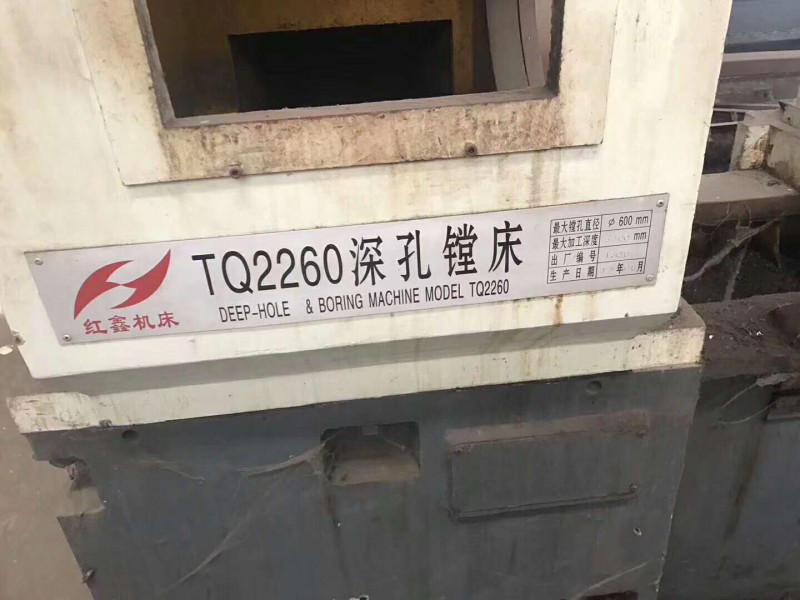 TQ2260深孔镗床
DEEP-HOLE & BORING MACHINE MODEL TQ2260
红鑫机床
最大镗孔直径 φ 600 mm
最大加工深度 mm
出厂编号
生产日期 年 月